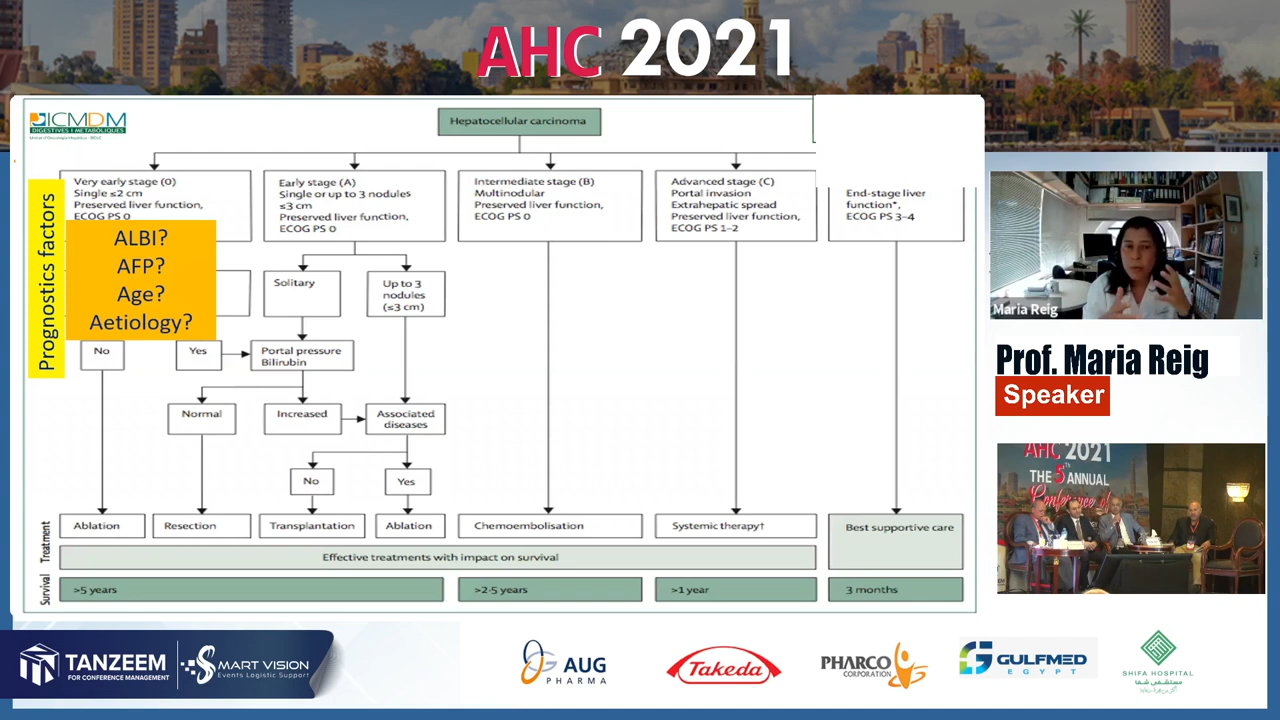 AHC 2021
ICMDM
DIGESTIVES I METABÒLIQUES
Hepatocellular carcinoma
Very early stage (0)
Single ≤2 cm
Preserved liver function,
ECOG PS 0
Early stage (A)
Single or up to 3 nodules
≤3 cm
Preserved liver function,
ECOG PS 0
Intermediate stage (B)
Multinodular
Preserved liver function,
ECOG PS 0
Advanced stage (C)
Portal invasion
Extrahepatic spread
Preserved liver function,
ECOG PS 1–2
End-stage liver
function*,
ECOG PS 3–4
Prognostics factors
ALBI?
AFP?
Age?
Aetiology?
Solitary
Up to 3
nodules
(≤3 cm)
No
Yes
Portal pressure
Bilirubin
Normal
Increased
Associated
diseases
No
Yes
Treatment
Ablation
Resection
Transplantation
Ablation
Chemoembolisation
Systemic therapy†
Best supportive care
Effective treatments with impact on survival
Survival
>5 years
>2·5 years
>1 year
3 months
Maria Reig
Prof. Maria Reig
Speaker
AHC 2021
THE 5TH ANNUAL
Conference of
TANZEEM
FOR CONFERENCE MANAGEMENT
SMART VISION
Events Logistic Support
AUG
PHARMA
Takeda
PHARCO
CORPORATION
GULFMED
EGYPT
SHIFA HOSPITAL
مستشفى شفا